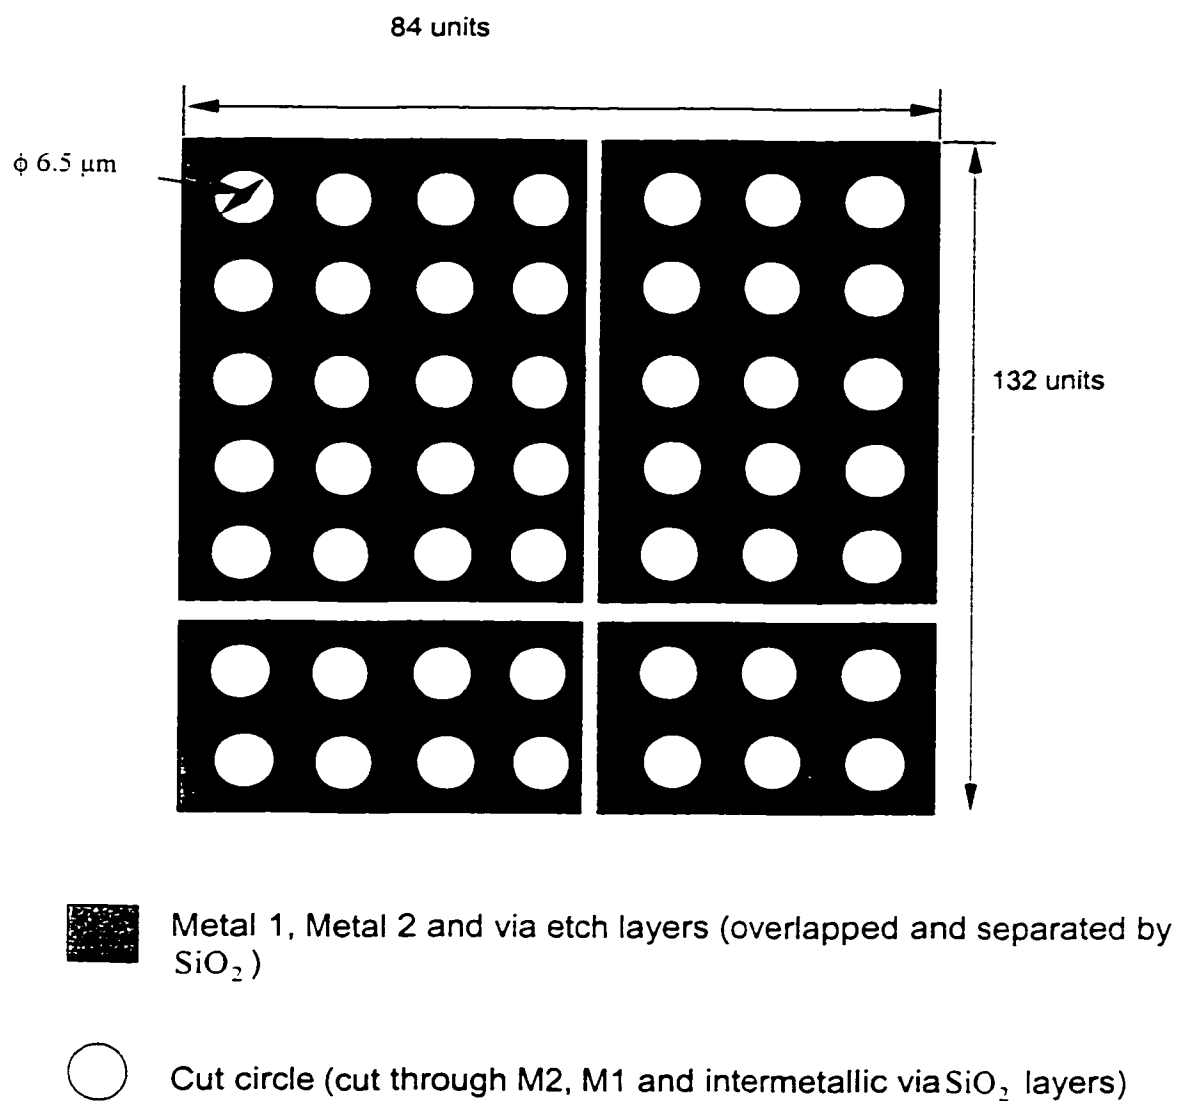 84 units
ϕ 6.5 μm
132 units
Metal 1, Metal 2 and via etch layers (overlapped and separated by
SiO₂)
Cut circle (cut through M2, M1 and intermetallic via SiO₂ layers)